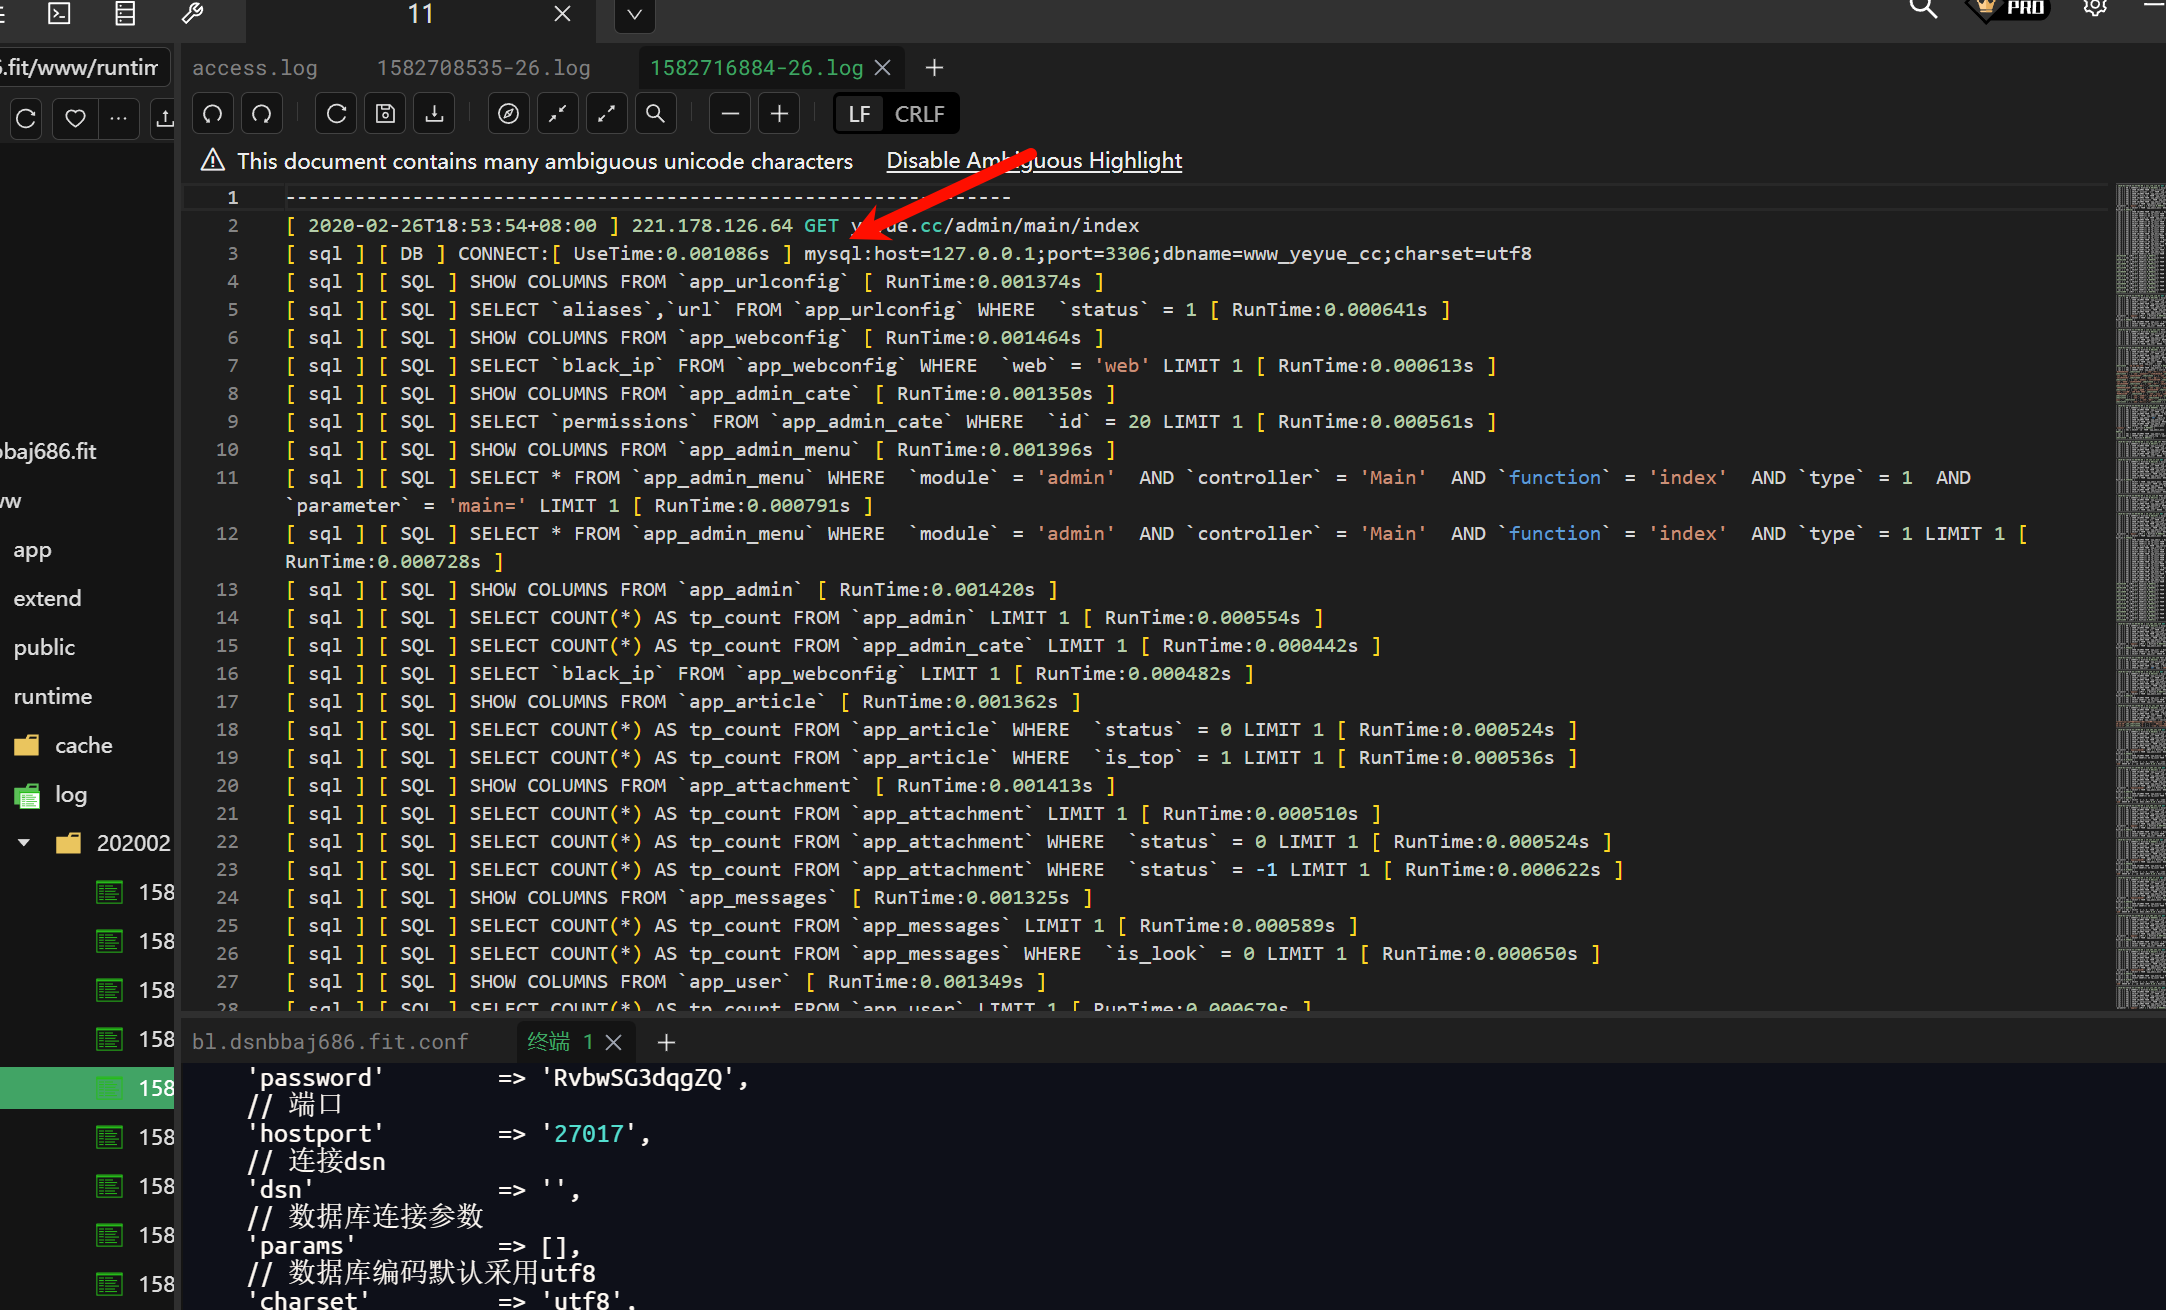 11
PRO
.fit/www/runtim
access.log
1582708535-26.log
1582716884-26.log
LF
CRLF
This document contains many ambiguous unicode characters
Disable Ambiguous Highlight
1 ---------------------------------------------------------------
2 [ 2020-02-26T18:53:54+08:00 ] 221.178.126.64 GET yeyue.cc/admin/main/index
3 [ sql ] [ DB ] CONNECT:[ UseTime:0.001086s ] mysql:host=127.0.0.1;port=3306;dbname=www_yeyue_cc;charset=utf8
4 [ sql ] [ SQL ] SHOW COLUMNS FROM `app_urlconfig` [ RunTime:0.001374s ]
5 [ sql ] [ SQL ] SELECT `aliases`,`url` FROM `app_urlconfig` WHERE  `status` = 1 [ RunTime:0.000641s ]
6 [ sql ] [ SQL ] SHOW COLUMNS FROM `app_webconfig` [ RunTime:0.001464s ]
7 [ sql ] [ SQL ] SELECT `black_ip` FROM `app_webconfig` WHERE  `web` = 'web' LIMIT 1 [ RunTime:0.000613s ]
8 [ sql ] [ SQL ] SHOW COLUMNS FROM `app_admin_cate` [ RunTime:0.001350s ]
9 [ sql ] [ SQL ] SELECT `permissions` FROM `app_admin_cate` WHERE  `id` = 20 LIMIT 1 [ RunTime:0.000561s ]
10 [ sql ] [ SQL ] SHOW COLUMNS FROM `app_admin_menu` [ RunTime:0.001396s ]
11 [ sql ] [ SQL ] SELECT * FROM `app_admin_menu` WHERE  `module` = 'admin'  AND `controller` = 'Main'  AND `function` = 'index'  AND `type` = 1  AND
`parameter` = 'main=' LIMIT 1 [ RunTime:0.000791s ]
12 [ sql ] [ SQL ] SELECT * FROM `app_admin_menu` WHERE  `module` = 'admin'  AND `controller` = 'Main'  AND `function` = 'index'  AND `type` = 1 LIMIT 1 [
RunTime:0.000728s ]
13 [ sql ] [ SQL ] SHOW COLUMNS FROM `app_admin` [ RunTime:0.001420s ]
14 [ sql ] [ SQL ] SELECT COUNT(*) AS tp_count FROM `app_admin` LIMIT 1 [ RunTime:0.000554s ]
15 [ sql ] [ SQL ] SELECT COUNT(*) AS tp_count FROM `app_admin_cate` LIMIT 1 [ RunTime:0.000442s ]
16 [ sql ] [ SQL ] SELECT `black_ip` FROM `app_webconfig` LIMIT 1 [ RunTime:0.000482s ]
17 [ sql ] [ SQL ] SHOW COLUMNS FROM `app_article` [ RunTime:0.001362s ]
18 [ sql ] [ SQL ] SELECT COUNT(*) AS tp_count FROM `app_article` WHERE  `status` = 0 LIMIT 1 [ RunTime:0.000524s ]
19 [ sql ] [ SQL ] SELECT COUNT(*) AS tp_count FROM `app_article` WHERE  `is_top` = 1 LIMIT 1 [ RunTime:0.000536s ]
20 [ sql ] [ SQL ] SHOW COLUMNS FROM `app_attachment` [ RunTime:0.001413s ]
21 [ sql ] [ SQL ] SELECT COUNT(*) AS tp_count FROM `app_attachment` LIMIT 1 [ RunTime:0.000510s ]
22 [ sql ] [ SQL ] SELECT COUNT(*) AS tp_count FROM `app_attachment` WHERE  `status` = 0 LIMIT 1 [ RunTime:0.000524s ]
23 [ sql ] [ SQL ] SELECT COUNT(*) AS tp_count FROM `app_attachment` WHERE  `status` = -1 LIMIT 1 [ RunTime:0.000622s ]
24 [ sql ] [ SQL ] SHOW COLUMNS FROM `app_messages` [ RunTime:0.001325s ]
25 [ sql ] [ SQL ] SELECT COUNT(*) AS tp_count FROM `app_messages` LIMIT 1 [ RunTime:0.000589s ]
26 [ sql ] [ SQL ] SELECT COUNT(*) AS tp_count FROM `app_messages` WHERE  `is_look` = 0 LIMIT 1 [ RunTime:0.000650s ]
27 [ sql ] [ SQL ] SHOW COLUMNS FROM `app_user` [ RunTime:0.001349s ]
28 [ sql ] [ SQL ] SELECT COUNT(*) AS tp_count FROM `app_user` LIMIT 1 [ RunTime:0.000679s ]
baj686.fit
app
extend
public
runtime
cache
log
202002
158
158
158
158
158
158
158
158
158
bl.dsnbbaj686.fit.conf
终端 1
'password' => 'RvbwSG3dqgZQ',
// 端口
'hostport' => '27017',
// 连接dsn
'dsn' => '',
// 数据库连接参数
'params' => [],
// 数据库编码默认采用utf8
'charset' => 'utf8',